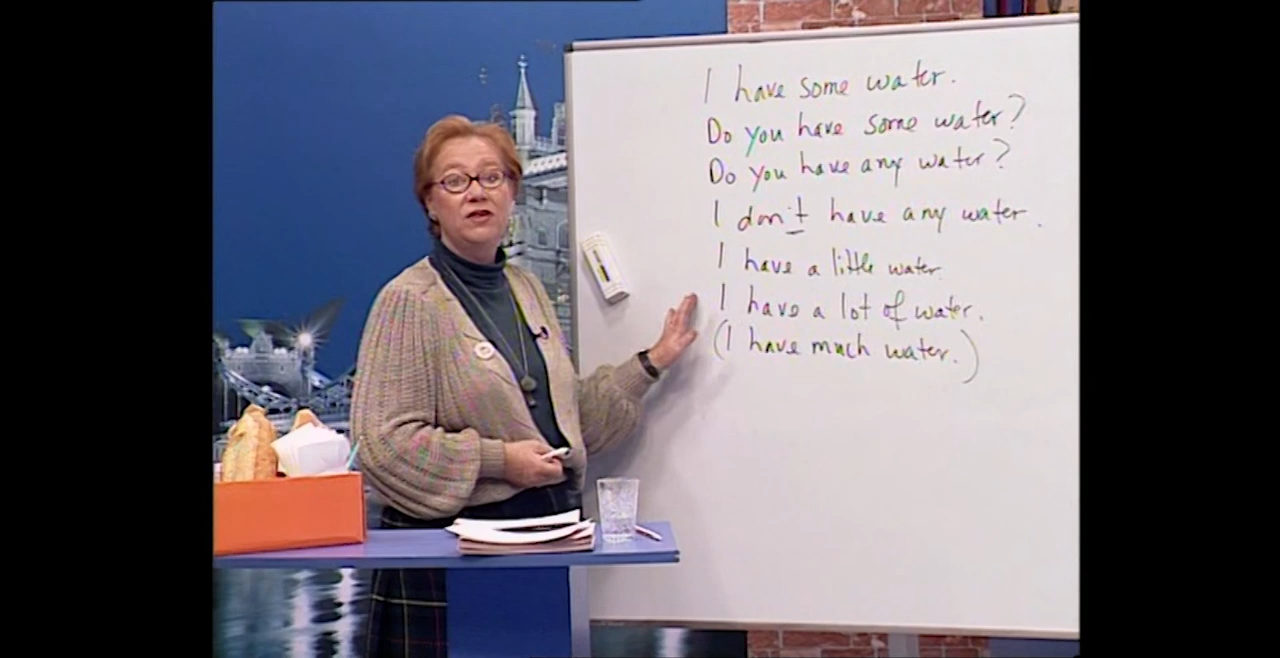 I have some water.
Do you have some water?
Do you have any water?
I don't have any water.
I have a little water.
I have a lot of water.
(I have much water.)